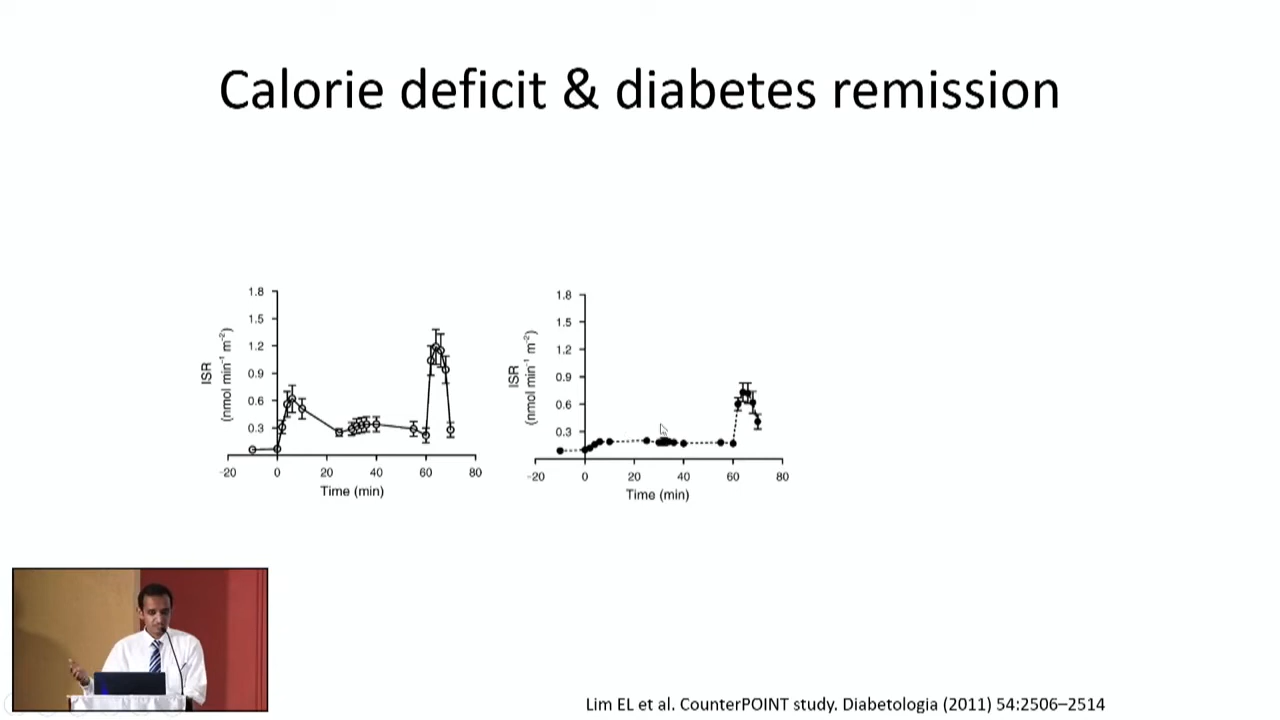 Calorie deficit & diabetes remission
1.8
1.5
1.2
0.9
0.6
0.3
ISR
(nmol min⁻¹ m⁻²)
−20 0 20 40 60 80
Time (min)
1.8
1.5
1.2
0.9
0.6
0.3
ISR
(nmol min⁻¹ m⁻²)
−20 0 20 40 60 80
Time (min)
Lim EL et al. CounterPOINT study. Diabetologia (2011) 54:2506–2514